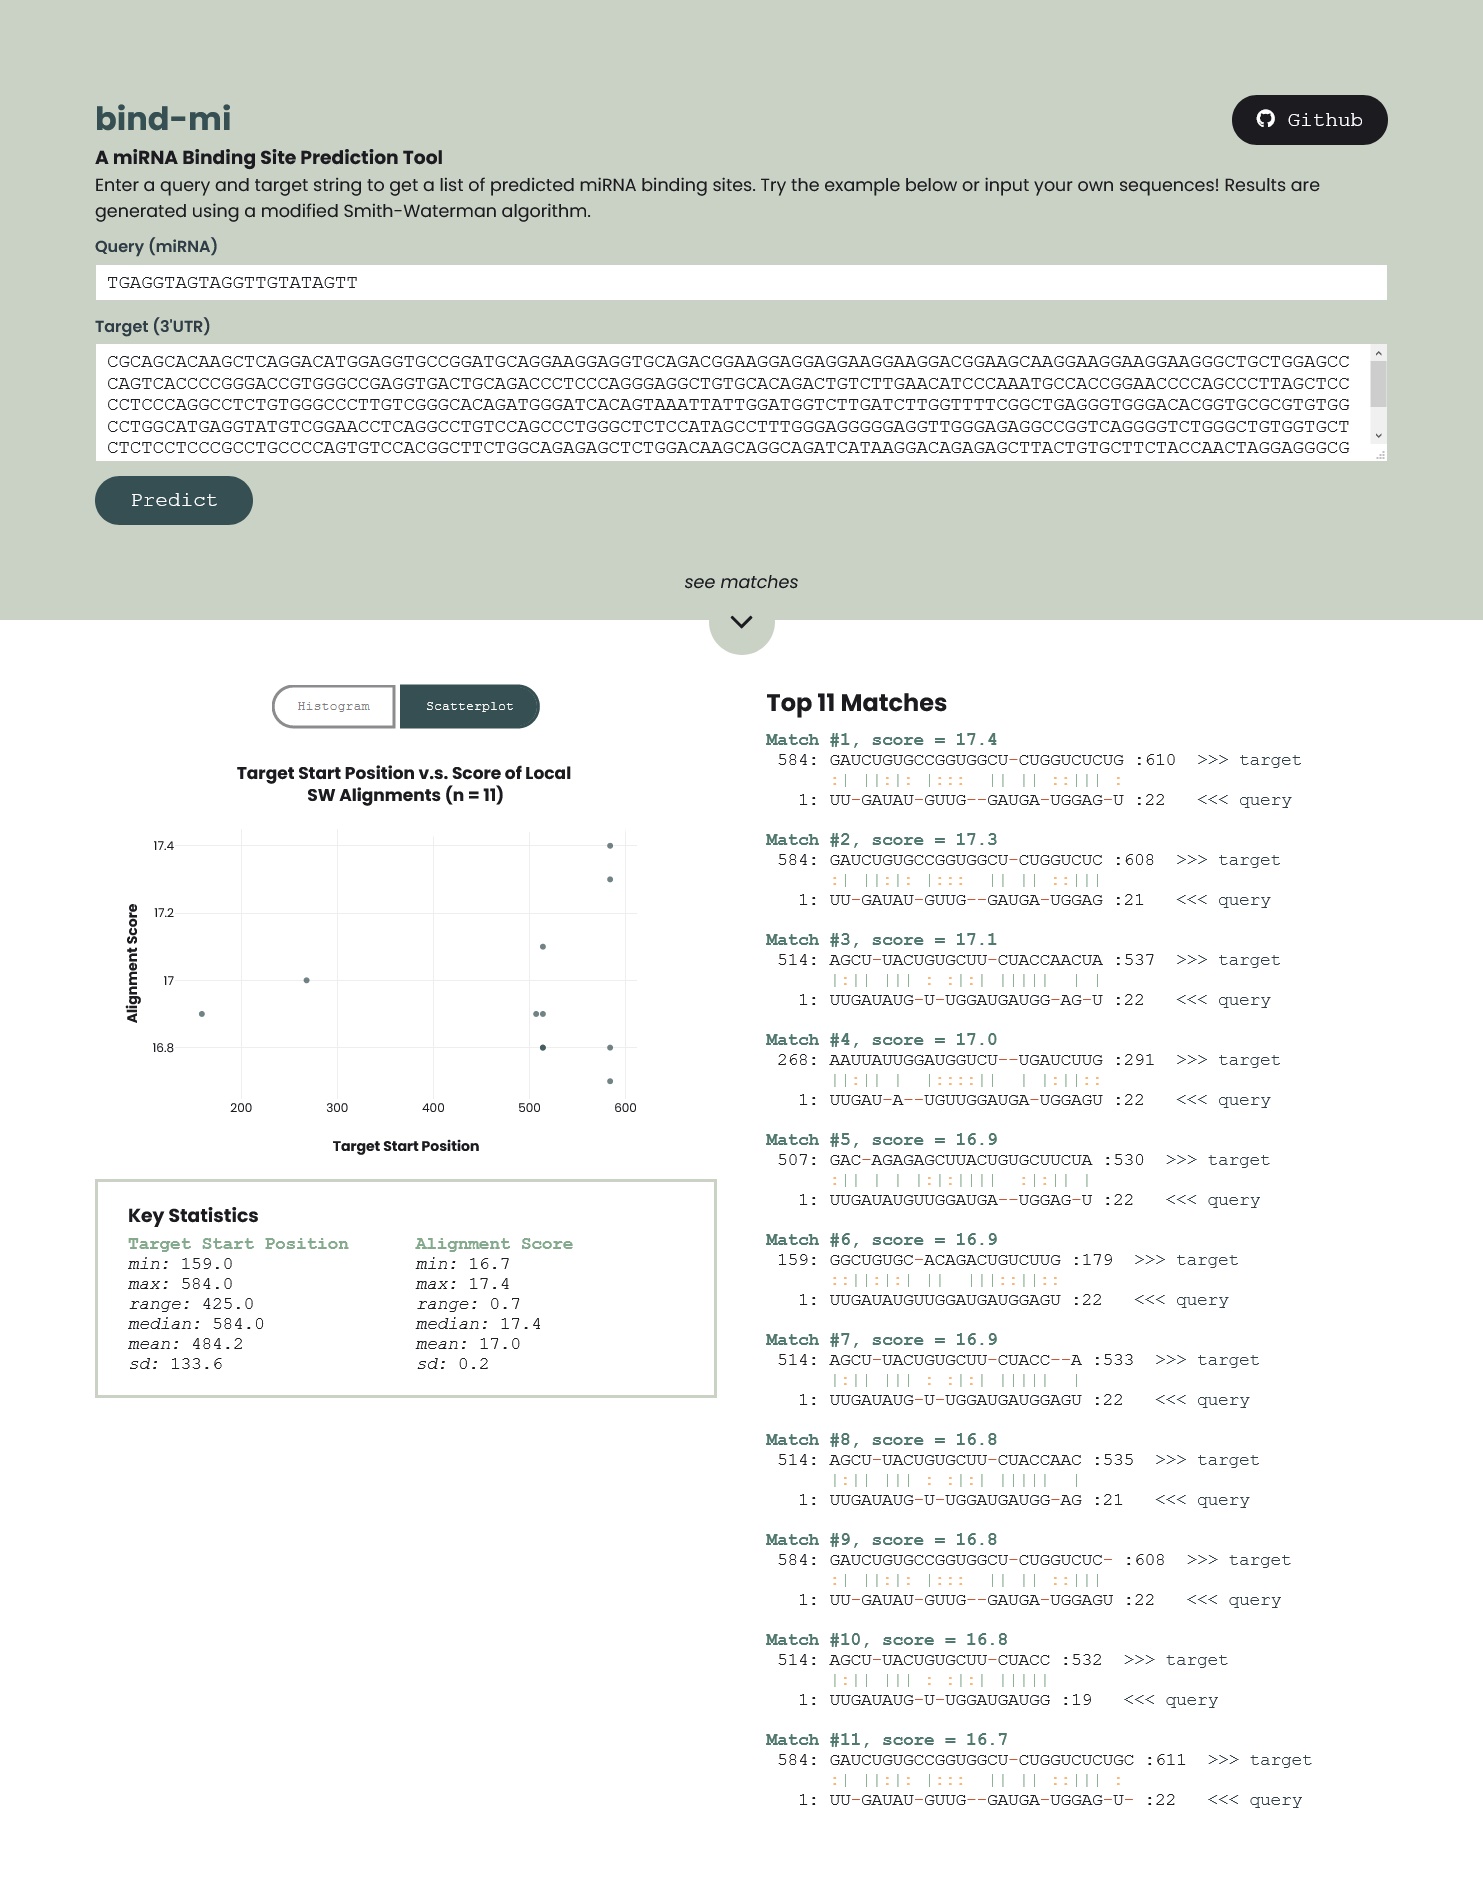 bind-mi
Github
A miRNA Binding Site Prediction Tool
Enter a query and target string to get a list of predicted miRNA binding sites. Try the example below or input your own sequences! Results are
generated using a modified Smith-Waterman algorithm.
Query (miRNA)
TGAGGTAGTAGGTTGTATAGTT
Target (3'UTR)
CGCAGCACAAGCTCAGGACATGGAGGTGCCGGATGCAGGAAGGAGGTGCAGACGGAAGGAGGAGGAAGGAAGGACGGAAGCAAGGAAGGAAGGAAGGGCTGCTGGAGCC
CAGTCACCCCGGGACCGTGGGCCGAGGTGACTGCAGACCCTCCCAGGGAGGCTGTGCACAGACTGTCTTGAACATCCCAAATGCCACCGGAACCCCAGCCCTTAGCTCC
CCTCCCAGGCCTCTGTGGGCCCTTGTCGGGCACAGATGGGATCACAGTAAATTATTGGATGGTCTTGATCTTGGTTTTCGGCTGAGGGTGGGACACGGTGCGCGTGTGG
CCTGGCATGAGGTATGTCGGAACCTCAGGCCTGTCCAGCCCTGGGCTCTCCATAGCCTTTGGGAGGGGGAGGTTGGGAGAGGCCGGTCAGGGGTCTGGGCTGTGGTGCT
CTCTCCTCCCGCCTGCCCCAGTGTCCACGGCTTCTGGCAGAGAGCTCTGGACAAGCAGGCAGATCATAAGGACAGAGAGCTTACTGTGCTTCTACCAACTAGGAGGGCG
Predict
see matches
Histogram
Scatterplot
Target Start Position v.s. Score of Local
SW Alignments (n = 11)
17.4
17.2
17
16.8
Alignment Score
200 300 400 500 600
Target Start Position
Key Statistics
Target Start Position
min: 159.0
max: 584.0
range: 425.0
median: 584.0
mean: 484.2
sd: 133.6
Alignment Score
min: 16.7
max: 17.4
range: 0.7
median: 17.4
mean: 17.0
sd: 0.2
Top 11 Matches
Match #1, score = 17.4
584: GAUCUGUGCCGGUGGCU-CUGGUCUCUG :610 >>> target
:| ||:|: |::: || || ::||| :
1: UU-GAUAU-GUUG--GAUGA-UGGAG-U :22 <<< query
Match #2, score = 17.3
584: GAUCUGUGCCGGUGGCU-CUGGUCUC :608 >>> target
:| ||:|: |::: || || ::|||
1: UU-GAUAU-GUUG--GAUGA-UGGAG :21 <<< query
Match #3, score = 17.1
514: AGCU-UACUGUGCUU-CUACCAACUA :537 >>> target
|:|| ||| : :|:| ||||| | |
1: UUGAUAUG-U-UGGAUGAUGG-AG-U :22 <<< query
Match #4, score = 17.0
268: AAUUAUUGGAUGGUCU--UGAUCUUG :291 >>> target
||:|| | |::::|| | |:||::
1: UUGAU-A--UGUUGGAUGA-UGGAGU :22 <<< query
Match #5, score = 16.9
507: GAC-AGAGAGCUUACUGUGCUUCUA :530 >>> target
:|| | | |:|:|||| :|:|| |
1: UUGAUAUGUUGGAUGA--UGGAG-U :22 <<< query
Match #6, score = 16.9
159: GGCUGUGC-ACAGACUGUCUUG :179 >>> target
::||:|:| || |||::||::
1: UUGAUAUGUUGGAUGAUGGAGU :22 <<< query
Match #7, score = 16.9
514: AGCU-UACUGUGCUU-CUACC--A :533 >>> target
|:|| ||| : :|:| ||||| |
1: UUGAUAUG-U-UGGAUGAUGGAGU :22 <<< query
Match #8, score = 16.8
514: AGCU-UACUGUGCUU-CUACCAAC :535 >>> target
|:|| ||| : :|:| ||||| |
1: UUGAUAUG-U-UGGAUGAUGG-AG :21 <<< query
Match #9, score = 16.8
584: GAUCUGUGCCGGUGGCU-CUGGUCUC- :608 >>> target
:| ||:|: |::: || || ::|||
1: UU-GAUAU-GUUG--GAUGA-UGGAGU :22 <<< query
Match #10, score = 16.8
514: AGCU-UACUGUGCUU-CUACC :532 >>> target
|:|| ||| : :|:| |||||
1: UUGAUAUG-U-UGGAUGAUGG :19 <<< query
Match #11, score = 16.7
584: GAUCUGUGCCGGUGGCU-CUGGUCUCUGC :611 >>> target
:| ||:|: |::: || || ::||| :
1: UU-GAUAU-GUUG--GAUGA-UGGAG-U- :22 <<< query